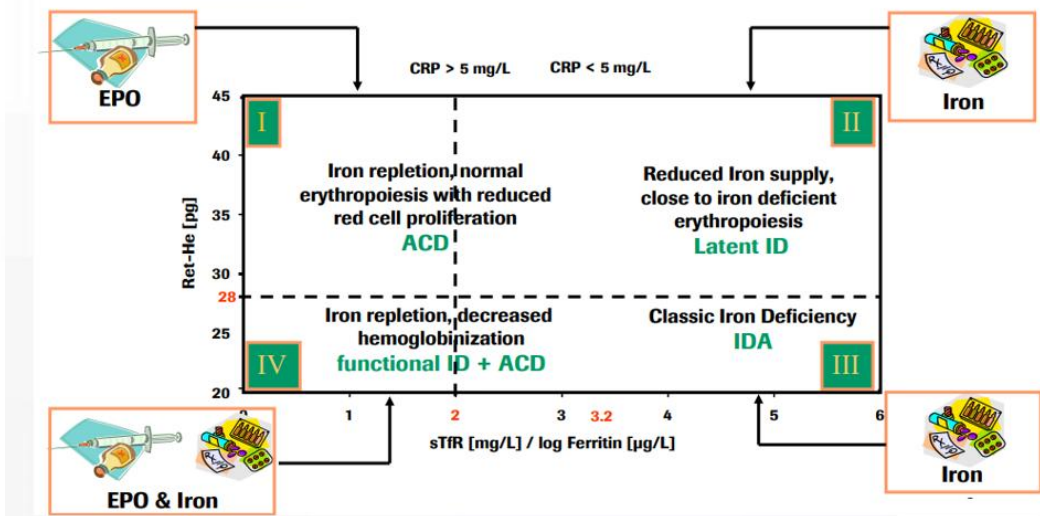 EPO
CRP > 5 mg/L
CRP < 5 mg/L
Iron
45
40
35
30
28
25
20
Ret-He [pg]
I
Iron repletion, normal
erythropoiesis with reduced
red cell proliferation
ACD
II
Reduced Iron supply,
close to iron deficient
erythropoiesis
Latent ID
IV
Iron repletion, decreased
hemoglobinization
functional ID + ACD
III
Classic Iron Deficiency
IDA
1
2
3
3.2
4
5
6
sTfR [mg/L] / log Ferritin [µg/L]
EPO & Iron
Iron